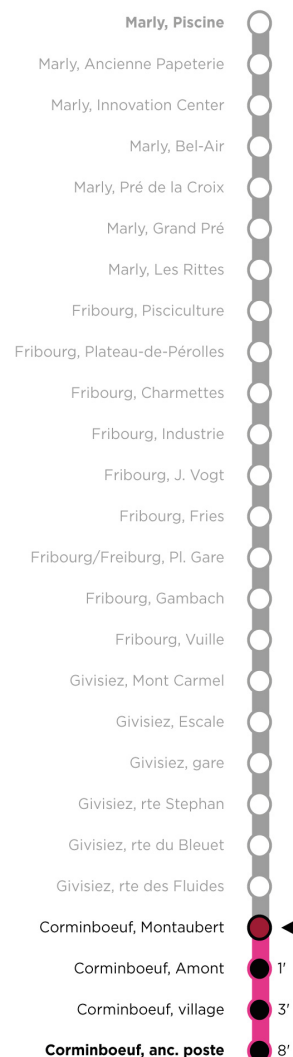 Marly, Piscine
Marly, Ancienne Papeterie
Marly, Innovation Center
Marly, Bel-Air
Marly, Pré de la Croix
Marly, Grand Pré
Marly, Les Rittes
Fribourg, Pisciculture
Fribourg, Plateau-de-Pérolles
Fribourg, Charmettes
Fribourg, Industrie
Fribourg, J. Vogt
Fribourg, Fries
Fribourg/Freiburg, Pl. Gare
Fribourg, Gambach
Fribourg, Vuille
Givisiez, Mont Carmel
Givisiez, Escale
Givisiez, gare
Givisiez, rte Stephan
Givisiez, rte du Bleuet
Givisiez, rte des Fluides
Corminboeuf, Montaubert
Corminboeuf, Amont 1'
Corminboeuf, village 3'
Corminboeuf, anc. poste 8'